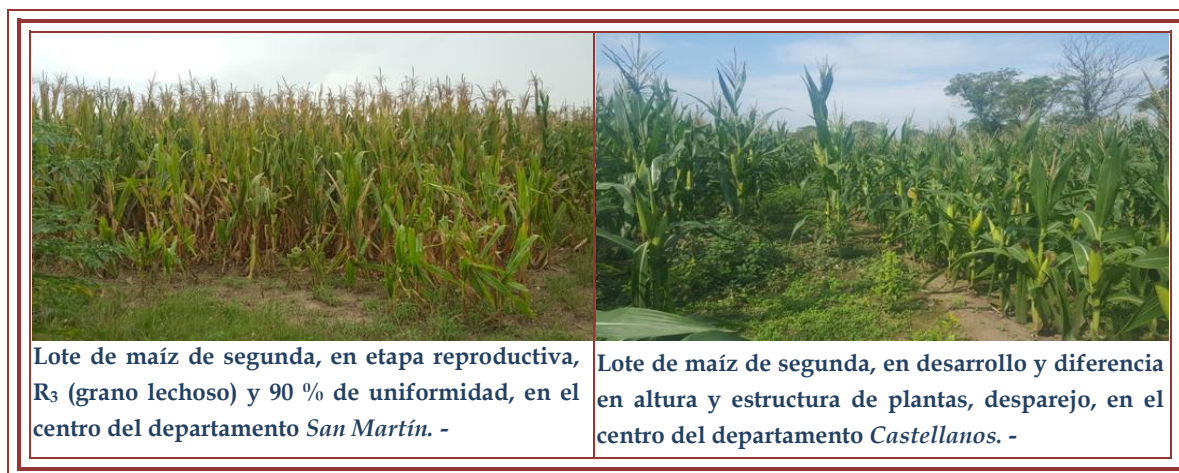 Lote de maíz de segunda, en etapa reproductiva,
R₃ (grano lechoso) y 90 % de uniformidad, en el
centro del departamento San Martín. -
Lote de maíz de segunda, en desarrollo y diferencia
en altura y estructura de plantas, desparejo, en el
centro del departamento Castellanos. -